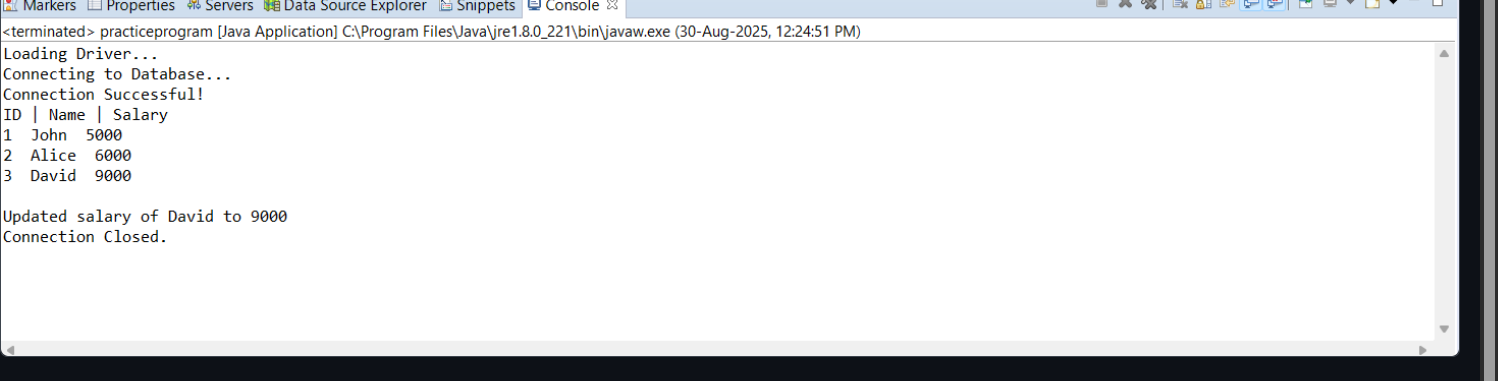 Markers Properties Servers Data Source Explorer Snippets Console
<terminated> practiceprogram [Java Application] C:\Program Files\Java\jre1.8.0_221\bin\javaw.exe (30-Aug-2025, 12:24:51 PM)
Loading Driver...
Connecting to Database...
Connection Successful!
ID | Name | Salary
1  John  5000
2  Alice  6000
3  David  9000

Updated salary of David to 9000
Connection Closed.